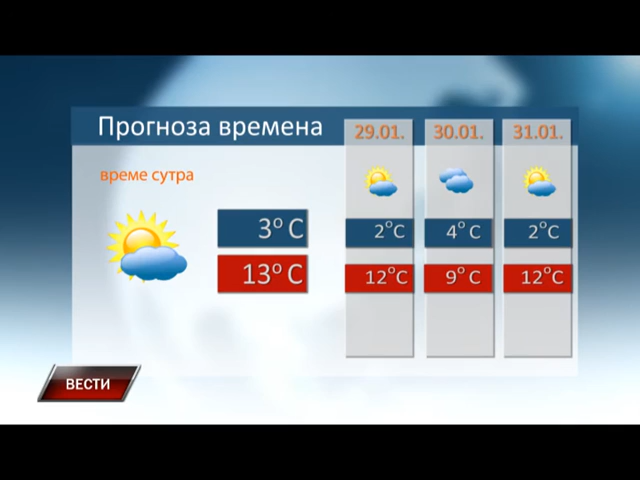 Прогноза времена
време сутра
3°C
13°C
29.01.
30.01.
31.01.
2°C
4°C
2°C
12°C
9°C
12°C
ВЕСТИ